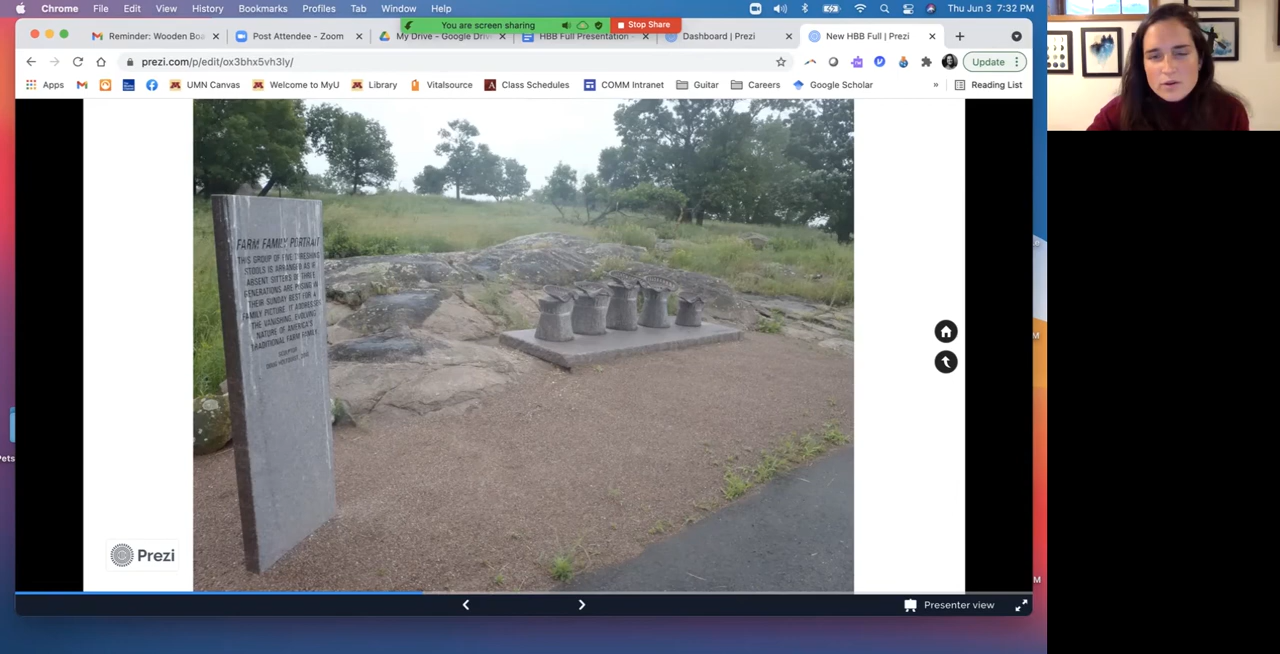 Chrome File Edit View History Bookmarks Profiles Tab Window Help Thu Jun 3 7:32 PM
You are screen sharing Stop Share
Reminder: Wooden Boa Post Attendee - Zoom My Drive - Google Drive HBB Full Presentation - Dashboard | Prezi New HBB Full | Prezi
prezi.com/p/edit/ox3bhx5vh3ly/ Update
Apps UMN Canvas Welcome to MyU Library Vitalsource Class Schedules COMM Intranet Guitar Careers Google Scholar » Reading List
FARM FAMILY PORTRAIT
THIS GROUP OF FIVE THRESHING
STOOLS IS ARRANGED AS IF
ABSENT SITTERS OF THREE
GENERATIONS ARE POSING IN
THEIR SUNDAY BEST FOR A
FAMILY PICTURE. IT ADDRESSES
THE VANISHING, EVOLVING
NATURE OF AMERICA'S
TRADITIONAL FARM FAMILY.
SCULPTOR
Pets
Prezi
Presenter view